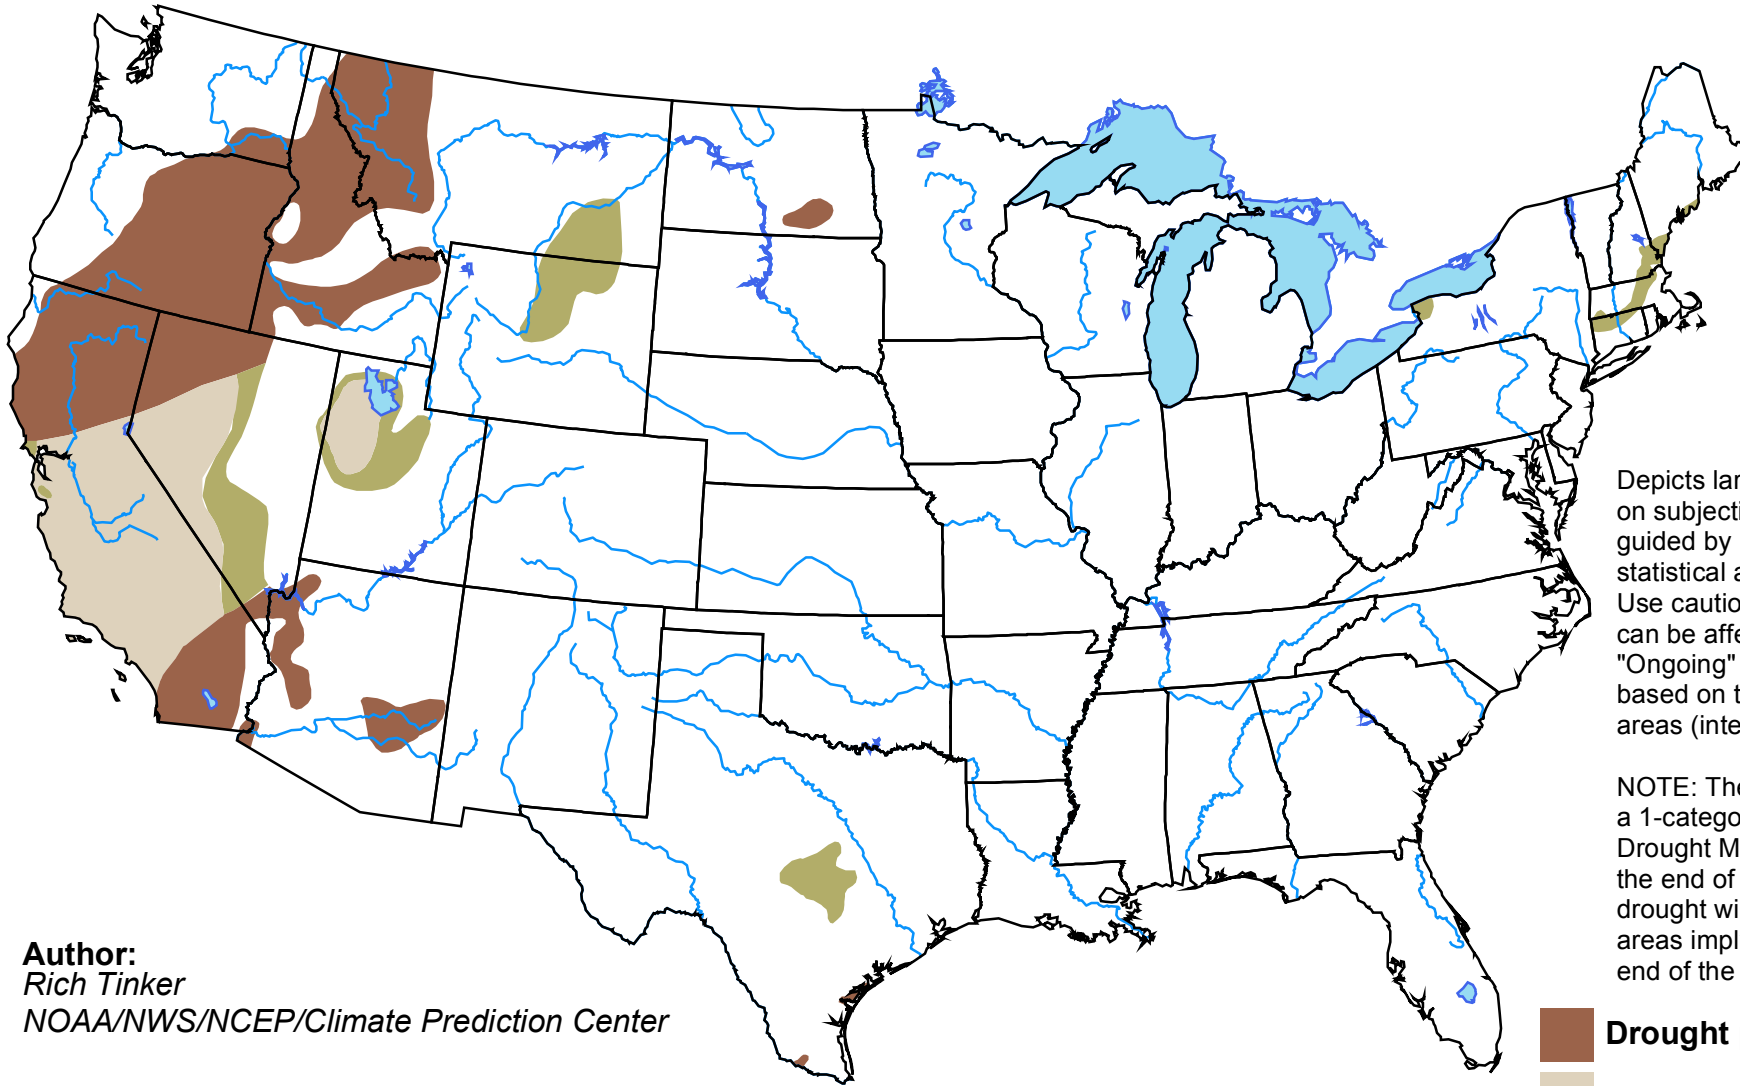 Author:
Rich Tinker
NOAA/NWS/NCEP/Climate Prediction Center
Depicts lar
on subjecti
guided by
statistical a
Use cautio
can be affe
"Ongoing"
based on t
areas (inte
NOTE: The
a 1-catego
Drought M
the end of
drought wi
areas impl
end of the
Drought